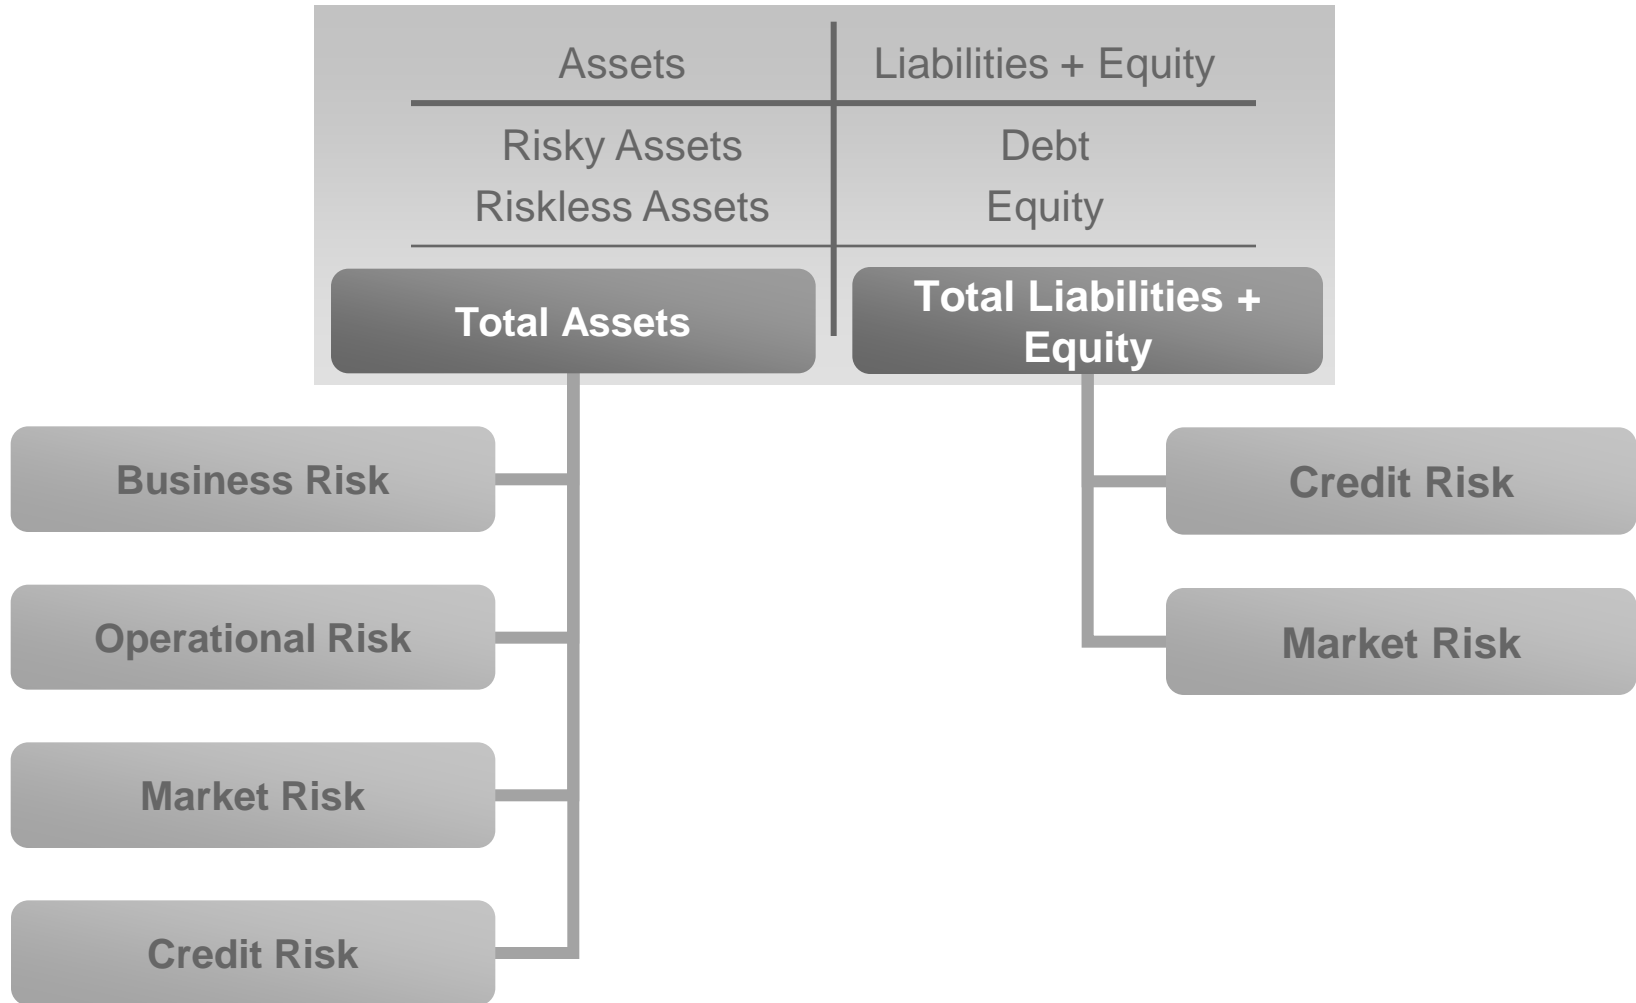 Assets
Liabilities + Equity
Risky Assets
Debt
Riskless Assets
Equity
Total Assets
Total Liabilities +
Equity
Business Risk
Credit Risk
Operational Risk
Market Risk
Market Risk
Credit Risk